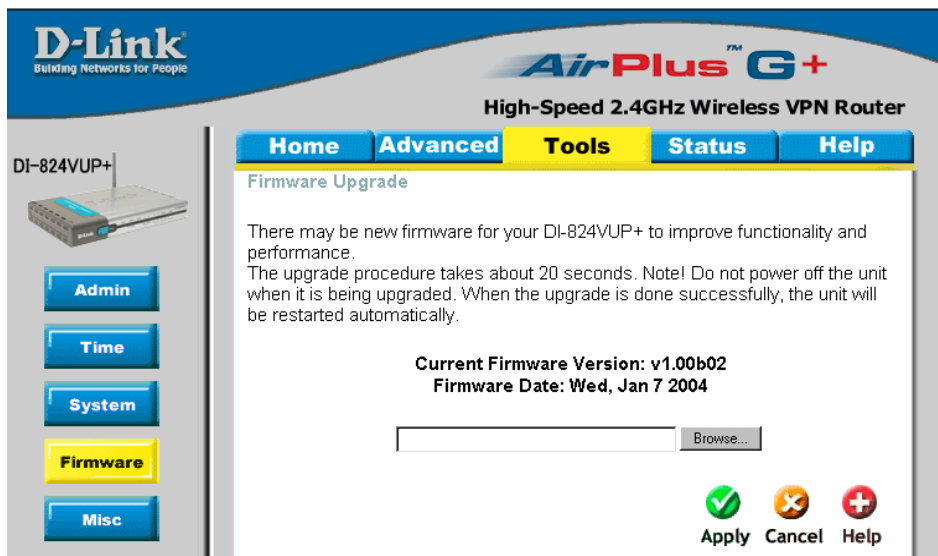 D-Link
Building Networks for People
AirPlus™G+
High-Speed 2.4GHz Wireless VPN Router
DI-824VUP+
Home Advanced Tools Status Help
Firmware Upgrade
There may be new firmware for your DI-824VUP+ to improve functionality and
performance.
The upgrade procedure takes about 20 seconds. Note! Do not power off the unit
when it is being upgraded. When the upgrade is done successfully, the unit will
be restarted automatically.
Current Firmware Version: v1.00b02
Firmware Date: Wed, Jan 7 2004
Browse...
Admin
Time
System
Firmware
Misc
Apply Cancel Help